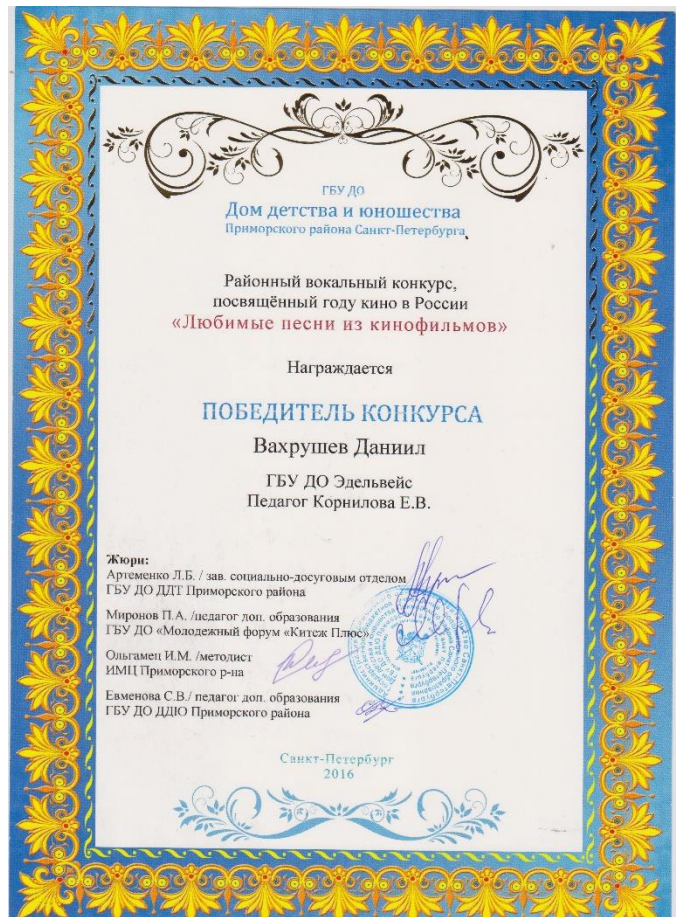 ГБУ ДО
Дом детства и юношества
Приморского района Санкт-Петербурга
Районный вокальный конкурс,
посвящённый году кино в России
«Любимые песни из кинофильмов»
Награждается
ПОБЕДИТЕЛЬ КОНКУРСА
Вахрушев Даниил
ГБУ ДО Эдельвейс
Педагог Корнилова Е.В.
Жюри:
Артеменко Л.Б. / зав. социально-досуговым отделом
ГБУ ДО ДДТ Приморского района
Миронов П.А. /педагог доп. образования
ГБУ ДО «Молодежный форум «Китеж Плюс»
Ольгамец И.М. /методист
ИМЦ Приморского р-на
Евменова С.В./ педагог доп. образования
ГБУ ДО ДДЮ Приморского района
Санкт-Петербург
2016